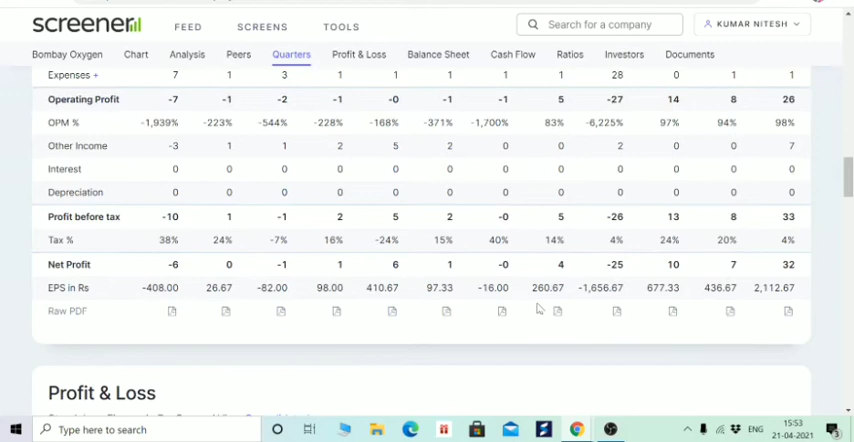 screener
FEED SCREENS TOOLS Search for a company KUMAR NITESH
Bombay Oxygen Chart Analysis Peers Quarters Profit & Loss Balance Sheet Cash Flow Ratios Investors Documents
Expenses + 7 1 3 1 1 1 1 1 28 0 1 1
Operating Profit -7 -1 -2 -1 -0 -1 -1 5 -27 14 8 26
OPM % -1,939% -223% -544% -228% -168% -371% -1,700% 83% -6,225% 97% 94% 98%
Other Income -3 1 1 2 5 2 0 0 2 0 0 7
Interest 0 0 0 0 0 0 0 0 0 0 0 0
Depreciation 0 0 0 0 0 0 0 0 0 0 0 0
Profit before tax -10 1 -1 2 5 2 -0 5 -26 13 8 33
Tax % 38% 24% -7% 16% -24% 15% 40% 14% 4% 24% 20% 4%
Net Profit -6 0 -1 1 6 1 -0 4 -25 10 7 32
EPS in Rs -408.00 26.67 -82.00 98.00 410.67 97.33 -16.00 260.67 -1,656.67 677.33 436.67 2,112.67
Raw PDF
Profit & Loss
Type here to search ENG 15:53
21-04-2021